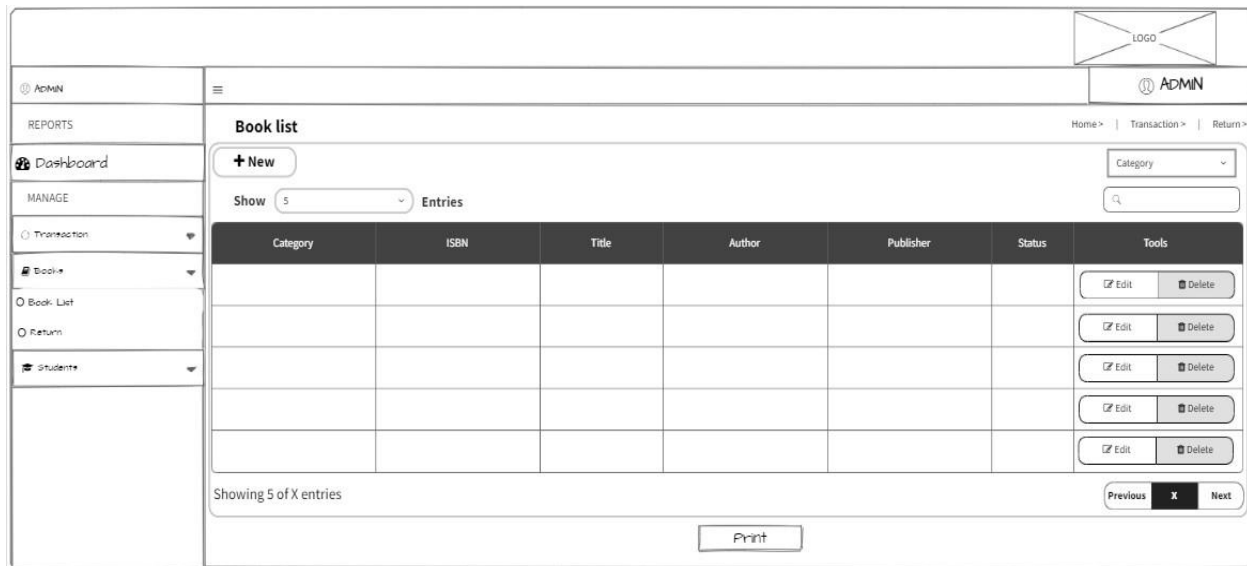 LOGO
ADMIN
ADMIN
REPORTS
Dashboard
MANAGE
Transaction
Books
Book List
Return
Students
Book list
Home > | Transaction > | Return >
+ New
Category
Show 5 Entries
Category ISBN Title Author Publisher Status Tools
Edit Delete
Edit Delete
Edit Delete
Edit Delete
Edit Delete
Showing 5 of X entries
Previous X Next
Print